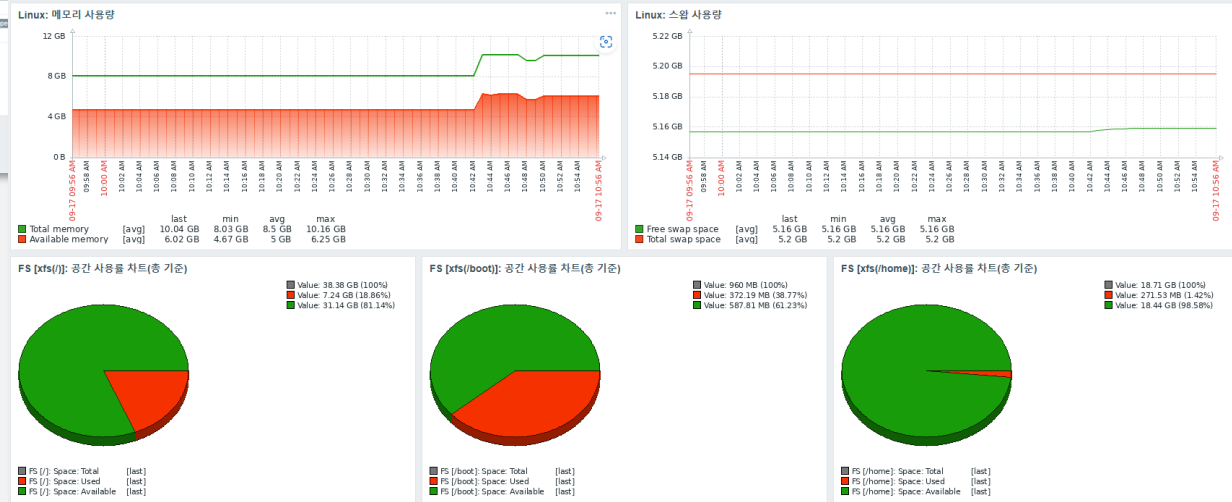 Linux: 메모리 사용량
12 GB
8 GB
4 GB
0 B
09-17 09:56 AM
09:58 AM
10:00 AM
10:02 AM
10:04 AM
10:06 AM
10:08 AM
10:10 AM
10:12 AM
10:14 AM
10:16 AM
10:18 AM
10:20 AM
10:22 AM
10:24 AM
10:26 AM
10:28 AM
10:30 AM
10:32 AM
10:34 AM
10:36 AM
10:38 AM
10:40 AM
10:42 AM
10:44 AM
10:46 AM
10:48 AM
10:50 AM
10:52 AM
10:54 AM
09-17 10:56 AM
last min avg max
Total memory [avg] 10.04 GB 8.03 GB 8.5 GB 10.16 GB
Available memory [avg] 6.02 GB 4.67 GB 5 GB 6.25 GB
Linux: 스왑 사용량
5.22 GB
5.20 GB
5.18 GB
5.16 GB
5.14 GB
09-17 09:56 AM
09:58 AM
10:00 AM
10:02 AM
10:04 AM
10:06 AM
10:08 AM
10:10 AM
10:12 AM
10:14 AM
10:16 AM
10:18 AM
10:20 AM
10:22 AM
10:24 AM
10:26 AM
10:28 AM
10:30 AM
10:32 AM
10:34 AM
10:36 AM
10:38 AM
10:40 AM
10:42 AM
10:44 AM
10:46 AM
10:48 AM
10:50 AM
10:52 AM
10:54 AM
09-17 10:56 AM
last min avg max
Free swap space [avg] 5.16 GB 5.16 GB 5.16 GB 5.16 GB
Total swap space [avg] 5.2 GB 5.2 GB 5.2 GB 5.2 GB
FS [xfs(/)]: 공간 사용률 차트(총 기준)
Value: 38.38 GB (100%)
Value: 7.24 GB (18.86%)
Value: 31.14 GB (81.14%)
FS [/]: Space: Total [last]
FS [/]: Space: Used [last]
FS [/]: Space: Available [last]
FS [xfs(/boot)]: 공간 사용률 차트(총 기준)
Value: 960 MB (100%)
Value: 372.19 MB (38.77%)
Value: 587.81 MB (61.23%)
FS [/boot]: Space: Total [last]
FS [/boot]: Space: Used [last]
FS [/boot]: Space: Available [last]
FS [xfs(/home)]: 공간 사용률 차트(총 기준)
Value: 18.71 GB (100%)
Value: 271.53 MB (1.42%)
Value: 18.44 GB (98.58%)
FS [/home]: Space: Total [last]
FS [/home]: Space: Used [last]
FS [/home]: Space: Available [last]